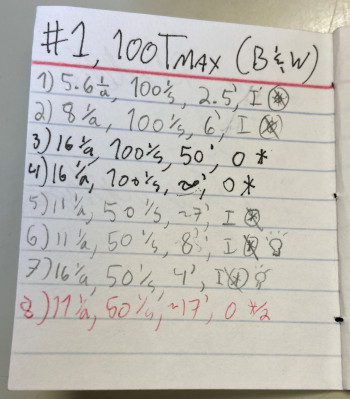 #1, 100TMAX (B&W)
1) 5.6 1/a, 100 1/s, 2.5', I
2) 8 1/a, 100 1/s, 6', I
3) 16 1/a, 100 1/s, 50', O *
4) 16 1/a, 100 1/s, ∞', O *
5) 11 1/a, 50 1/s, ~7', I
6) 11 1/a, 50 1/s, 8', I
7) 16 1/a, 50 1/s, 4', I
8) 11 1/a, 50 1/s, ~17', O */2